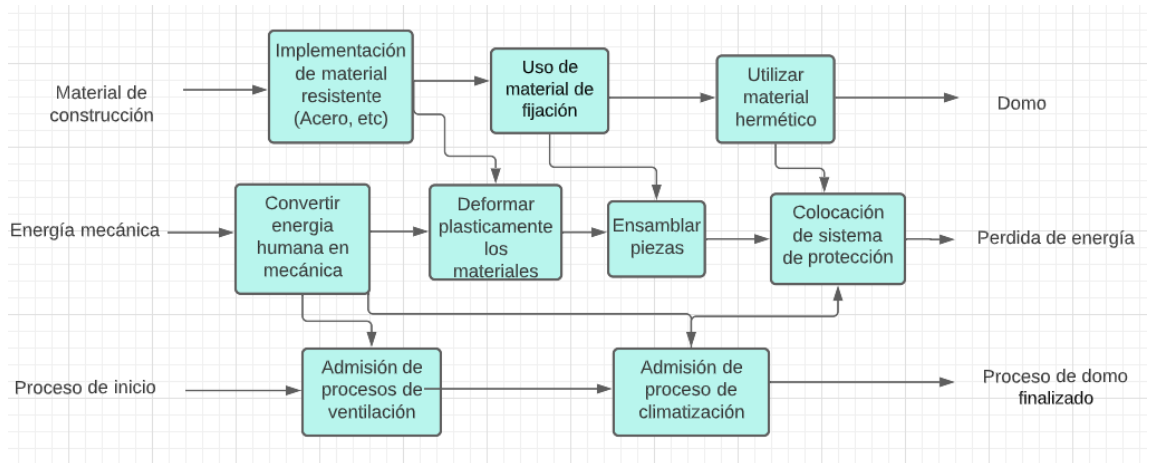 Implementación
de material
resistente
(Acero, etc)
Uso de
material de
fijación
Utilizar
material
hermético
Material de
construcción
Domo
Convertir
energia
humana en
mecánica
Deformar
plasticamente
los
materiales
Ensamblar
piezas
Colocación
de sistema
de protección
Energía mecánica
Perdida de energía
Admisión de
procesos de
ventilación
Admisión de
proceso de
climatización
Proceso de inicio
Proceso de domo
finalizado